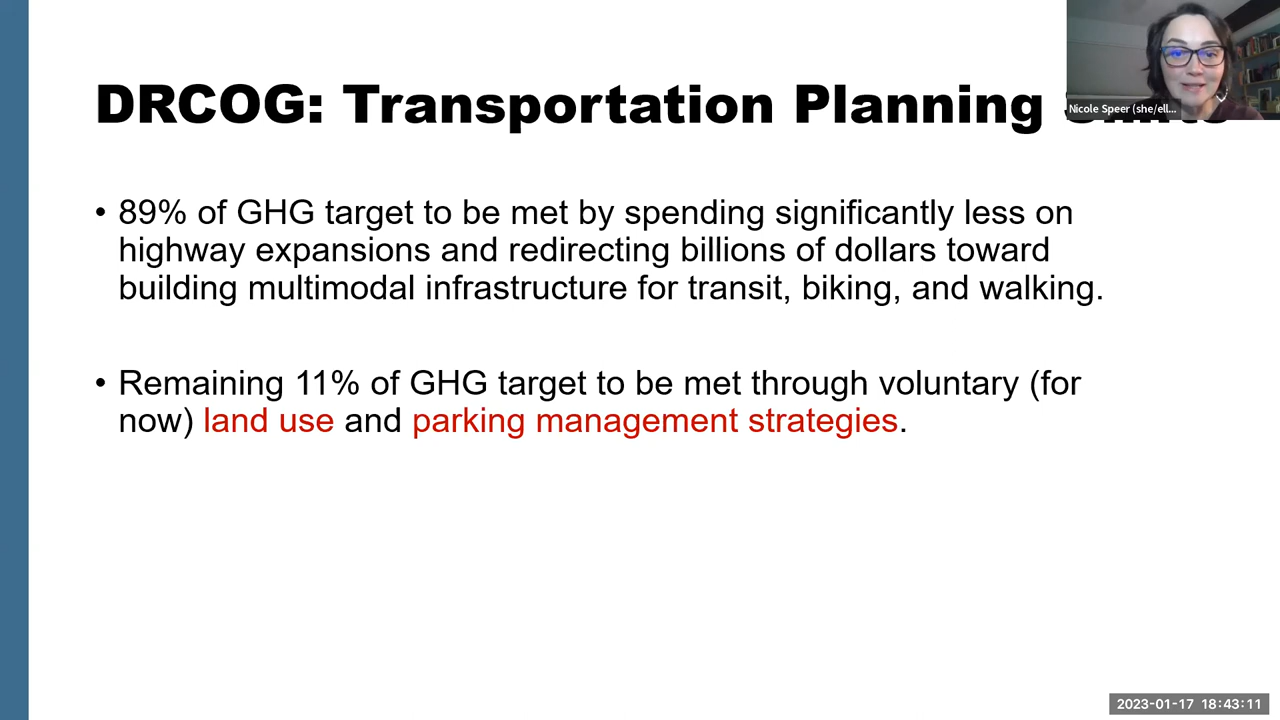 DRCOG: Transportation Planning
Nicole Speer (she/ell...
• 89% of GHG target to be met by spending significantly less on
highway expansions and redirecting billions of dollars toward
building multimodal infrastructure for transit, biking, and walking.
• Remaining 11% of GHG target to be met through voluntary (for
now) land use and parking management strategies.
2023-01-17 18:43:11